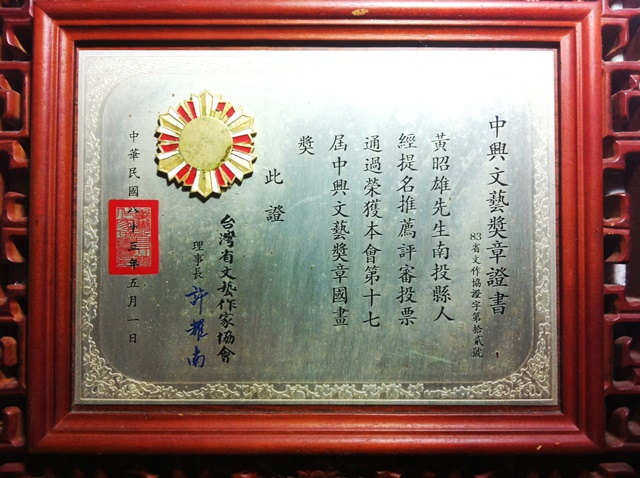 中興文藝獎章證書
83省文作協證字第拾貳號
黃昭雄先生南投縣人
經提名推薦評審投票
通過榮獲本會第十七
屆中興文藝獎章國畫
獎
此證
台灣省文藝作家協會
理事長 許耀南
中華民國八十三年五月一日